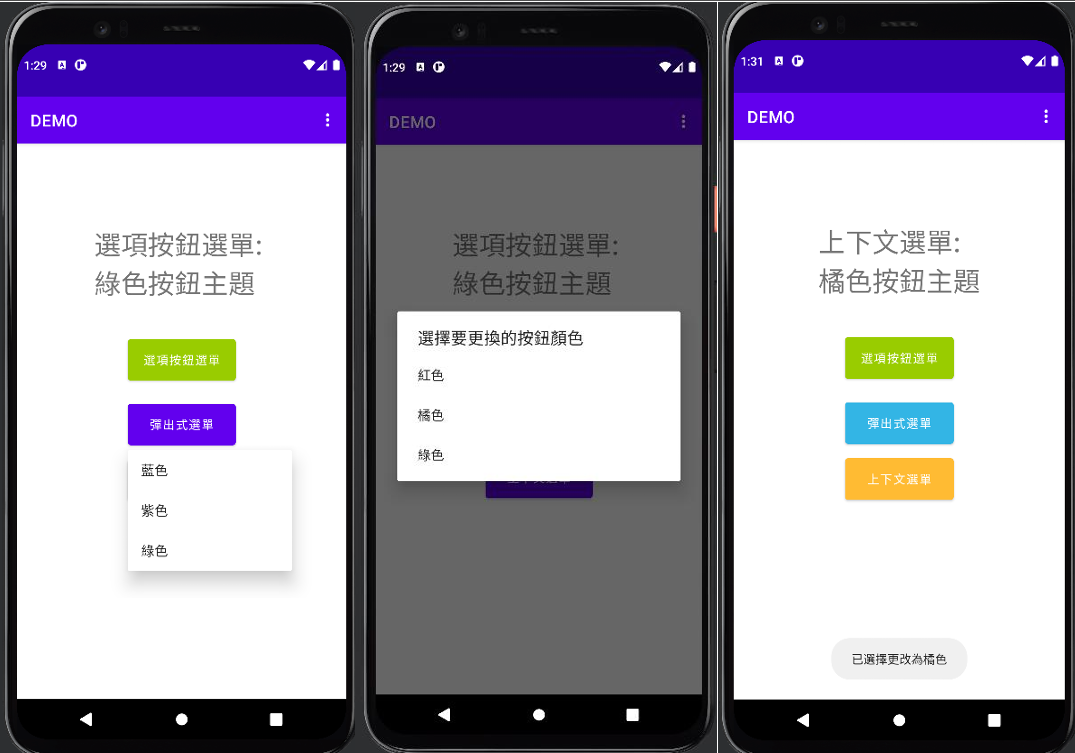 1:29
DEMO
選項按鈕選單:
綠色按鈕主題
選項按鈕選單
彈出式選單
藍色
紫色
綠色
1:29
DEMO
選項按鈕選單:
綠色按鈕主題
選擇要更換的按鈕顏色
紅色
橘色
綠色
1:31
DEMO
上下文選單:
橘色按鈕主題
選項按鈕選單
彈出式選單
上下文選單
已選擇更改為橘色